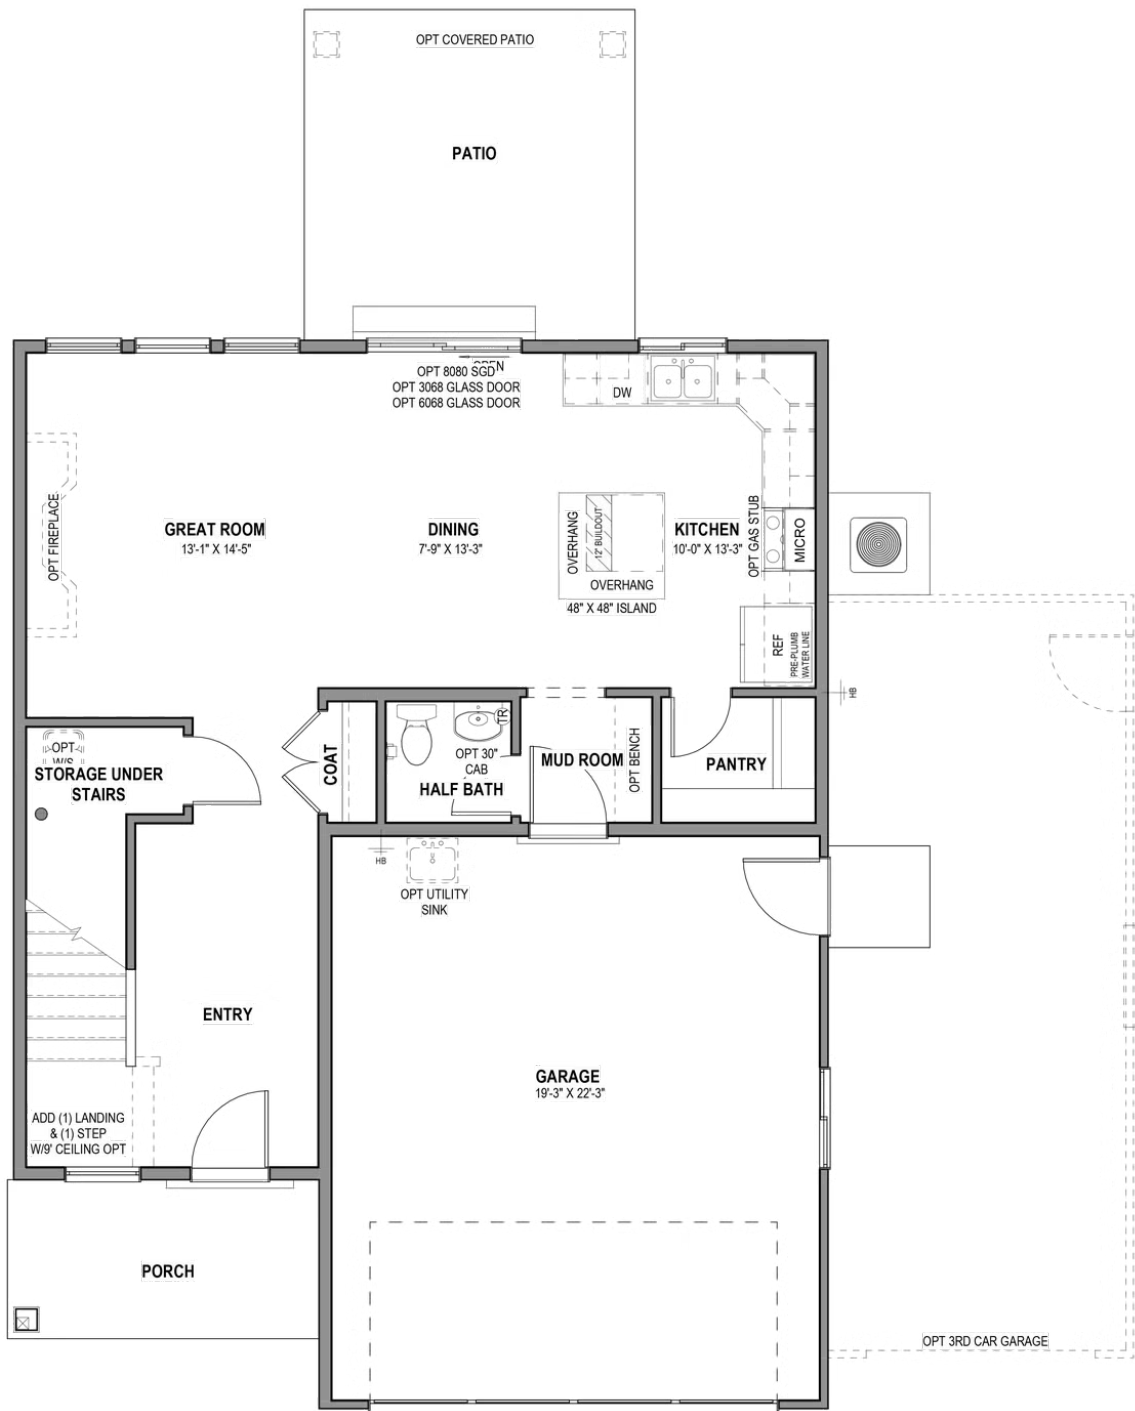 OPT COVERED PATIO
PATIO
OPEN
OPT 8080 SGD
OPT 3068 GLASS DOOR
OPT 6068 GLASS DOOR
DW
OPT FIREPLACE
GREAT ROOM
13'-1" X 14'-5"
DINING
7'-9" X 13'-3"
OVERHANG
12" BUILDOUT
OVERHANG
48" X 48" ISLAND
KITCHEN
10'-0" X 13'-3"
OPT GAS STUB
MICRO
REF
PRE-PLUMB
WATER LINE
HB
OPT
W/S
STORAGE UNDER
STAIRS
COAT
TR
OPT 30"
CAB
HALF BATH
MUD ROOM
OPT BENCH
PANTRY
HB
OPT UTILITY
SINK
ENTRY
GARAGE
19'-3" X 22'-3"
ADD (1) LANDING
& (1) STEP
W/9' CEILING OPT
PORCH
OPT 3RD CAR GARAGE